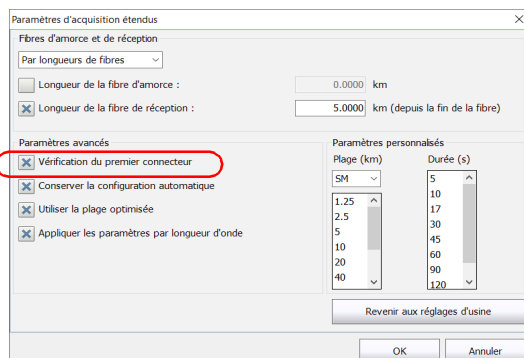 Paramètres d'acquisition étendus
Fibres d'amorce et de réception
Par longueurs de fibres
Longueur de la fibre d'amorce : 0.0000 km
Longueur de la fibre de réception : 5.0000 km (depuis la fin de la fibre)
Paramètres avancés
Vérification du premier connecteur
Conserver la configuration automatique
Utiliser la plage optimisée
Appliquer les paramètres par longueur d'onde
Paramètres personnalisés
Plage (km)
SM
1.25
2.5
5
10
20
40
Durée (s)
5
10
17
30
45
60
90
120
Revenir aux réglages d'usine
OK
Annuler